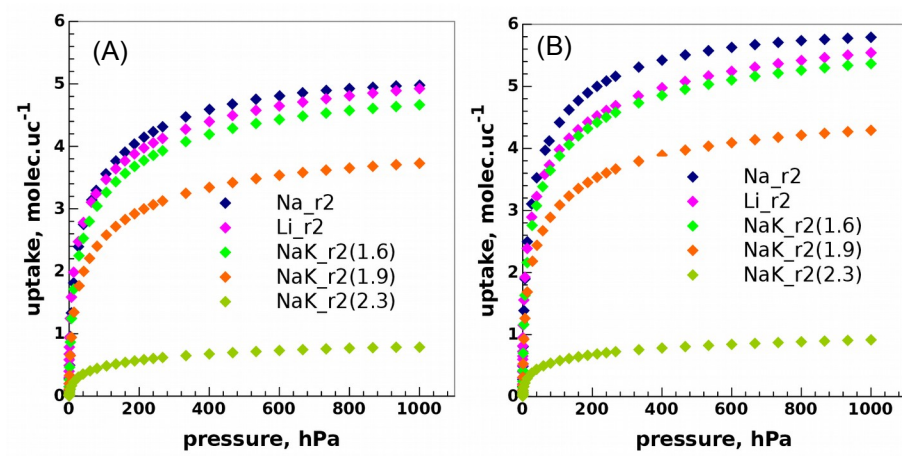 (A)
uptake, molec.uc⁻¹
6
5
4
3
2
1
0
Na_r2
Li_r2
NaK_r2(1.6)
NaK_r2(1.9)
NaK_r2(2.3)
0 200 400 600 800 1000
pressure, hPa
(B)
uptake, molec.uc⁻¹
6
5
4
3
2
1
0
Na_r2
Li_r2
NaK_r2(1.6)
NaK_r2(1.9)
NaK_r2(2.3)
0 200 400 600 800 1000
pressure, hPa